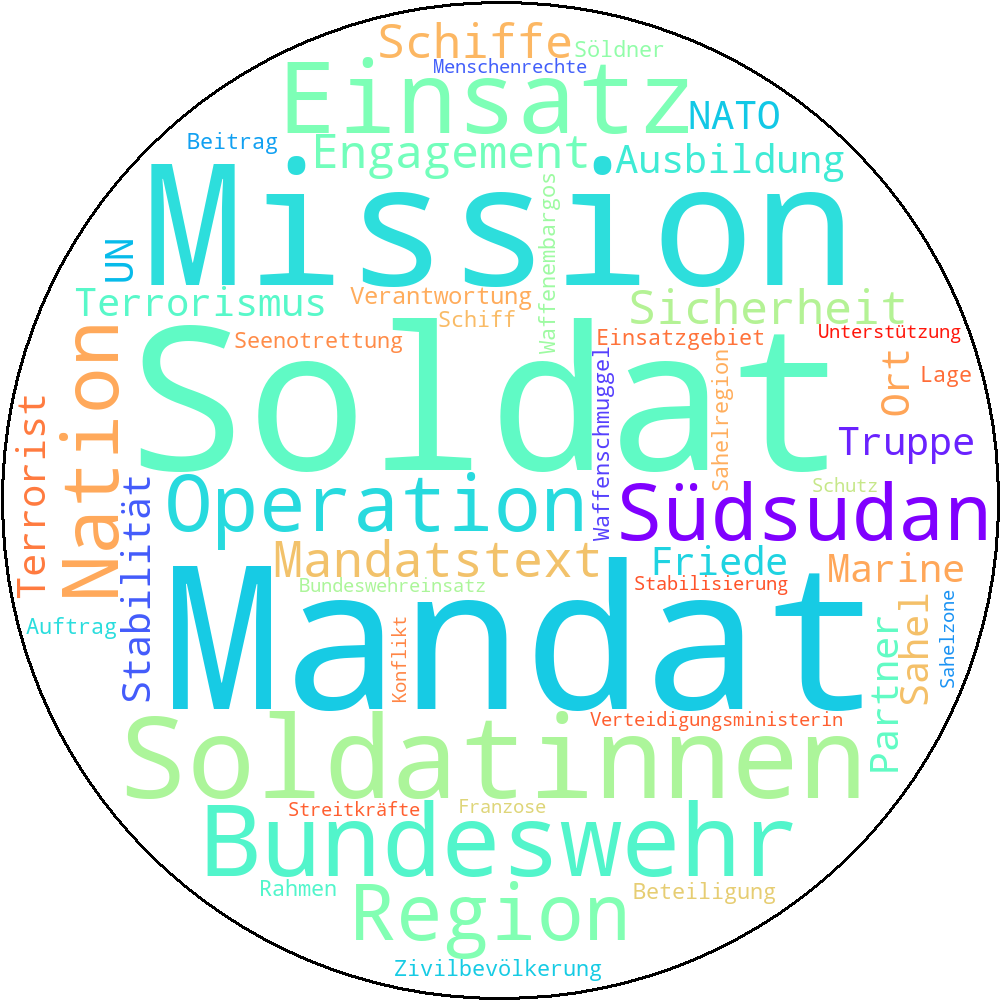 Schiffe
Söldner
Menschenrechte
Einsatz
NATO
Beitrag
Engagement
Ausbildung
Mission
Waffenembargos
UN
Terrorismus
Verantwortung
Schiff
Sicherheit
Seenotrettung
Einsatzgebiet
Unterstützung
Soldat
Nation
Terrorist
Waffenschmuggel
Sahelregion
Ort
Lage
Truppe
Stabilität
Operation
Südsudan
Schutz
Mandatstext
Friede
Marine
Bundeswehreinsatz
Stabilisierung
Mandat
Auftrag
Konflikt
Partner
Sahel
Sahelzone
Soldatinnen
Verteidigungsministerin
Streitkräfte
Franzose
Bundeswehr
Rahmen
Region
Beteiligung
Zivilbevölkerung